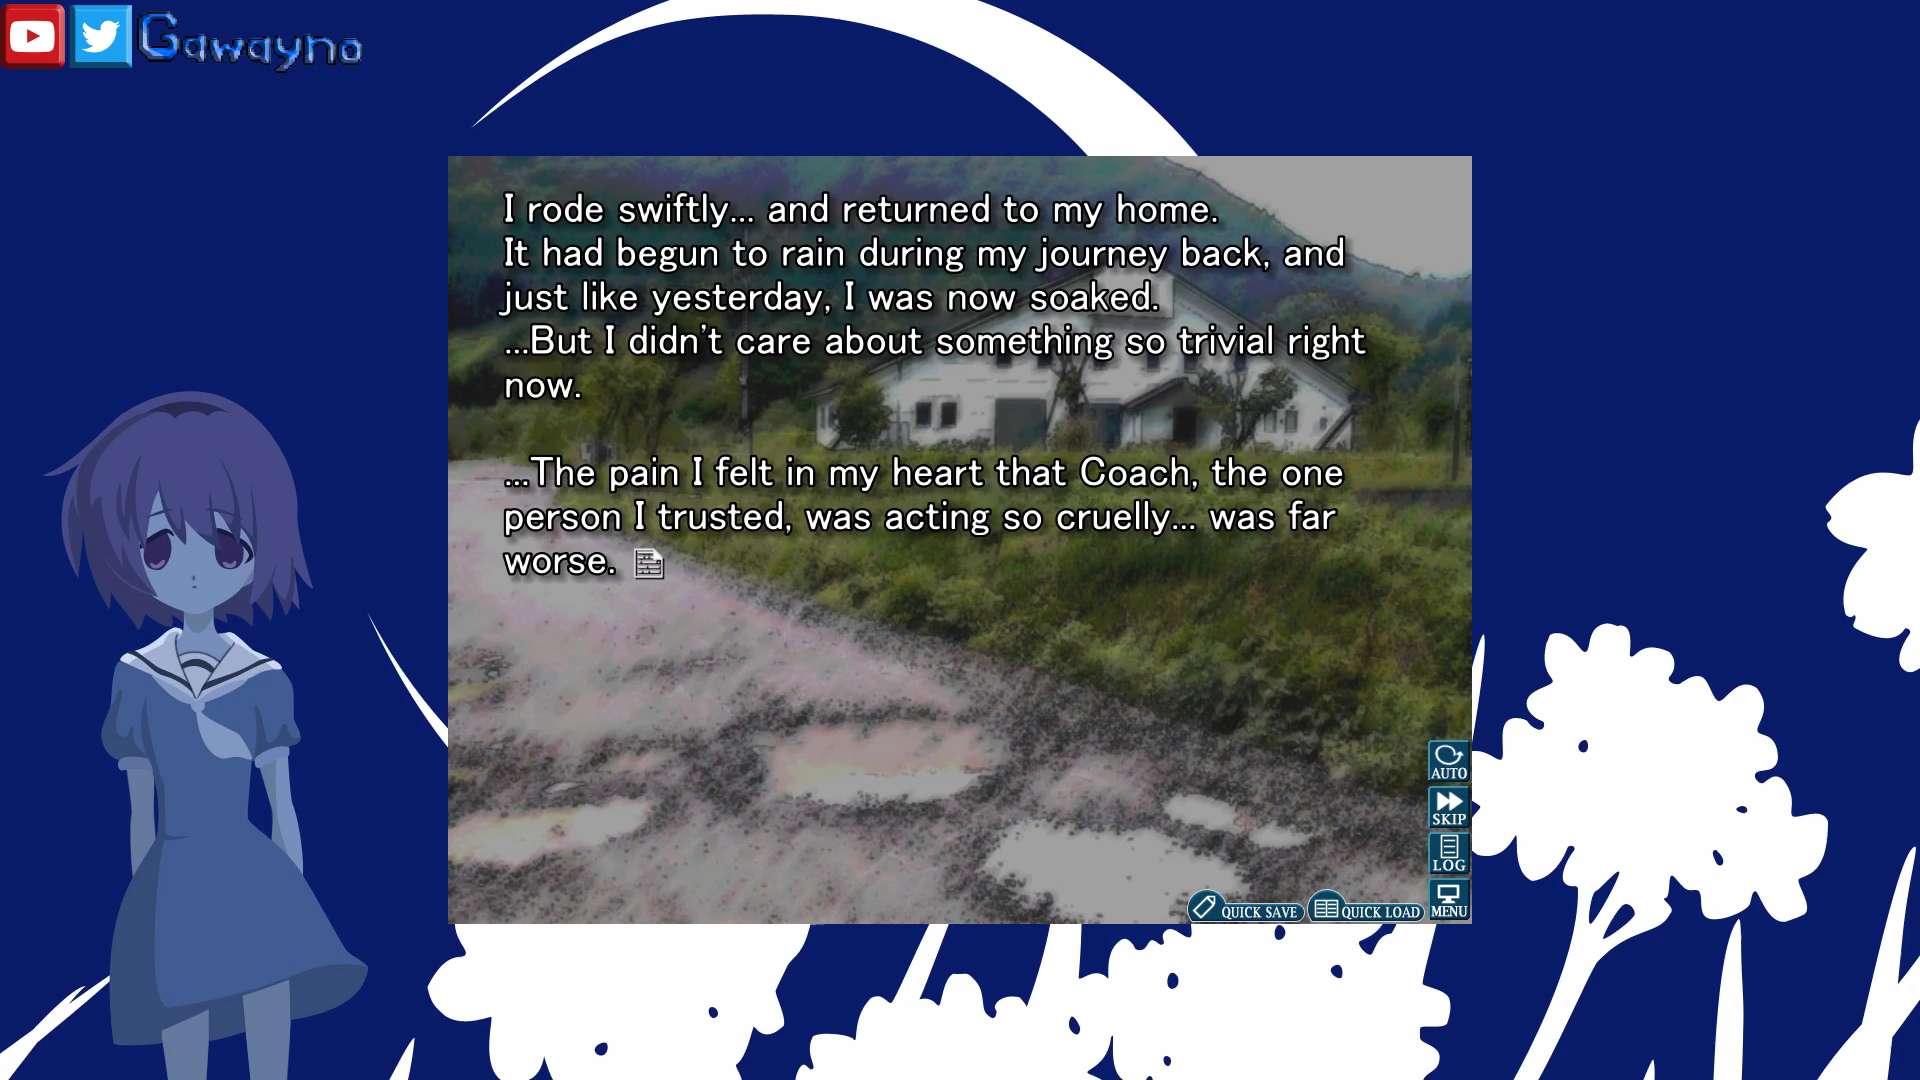 Gawayno
I rode swiftly... and returned to my home.
It had begun to rain during my journey back, and
just like yesterday, I was now soaked.
...But I didn't care about something so trivial right
now.
...The pain I felt in my heart that Coach, the one
person I trusted, was acting so cruelly... was far
worse.
AUTO
SKIP
LOG
MENU
QUICK SAVE
QUICK LOAD